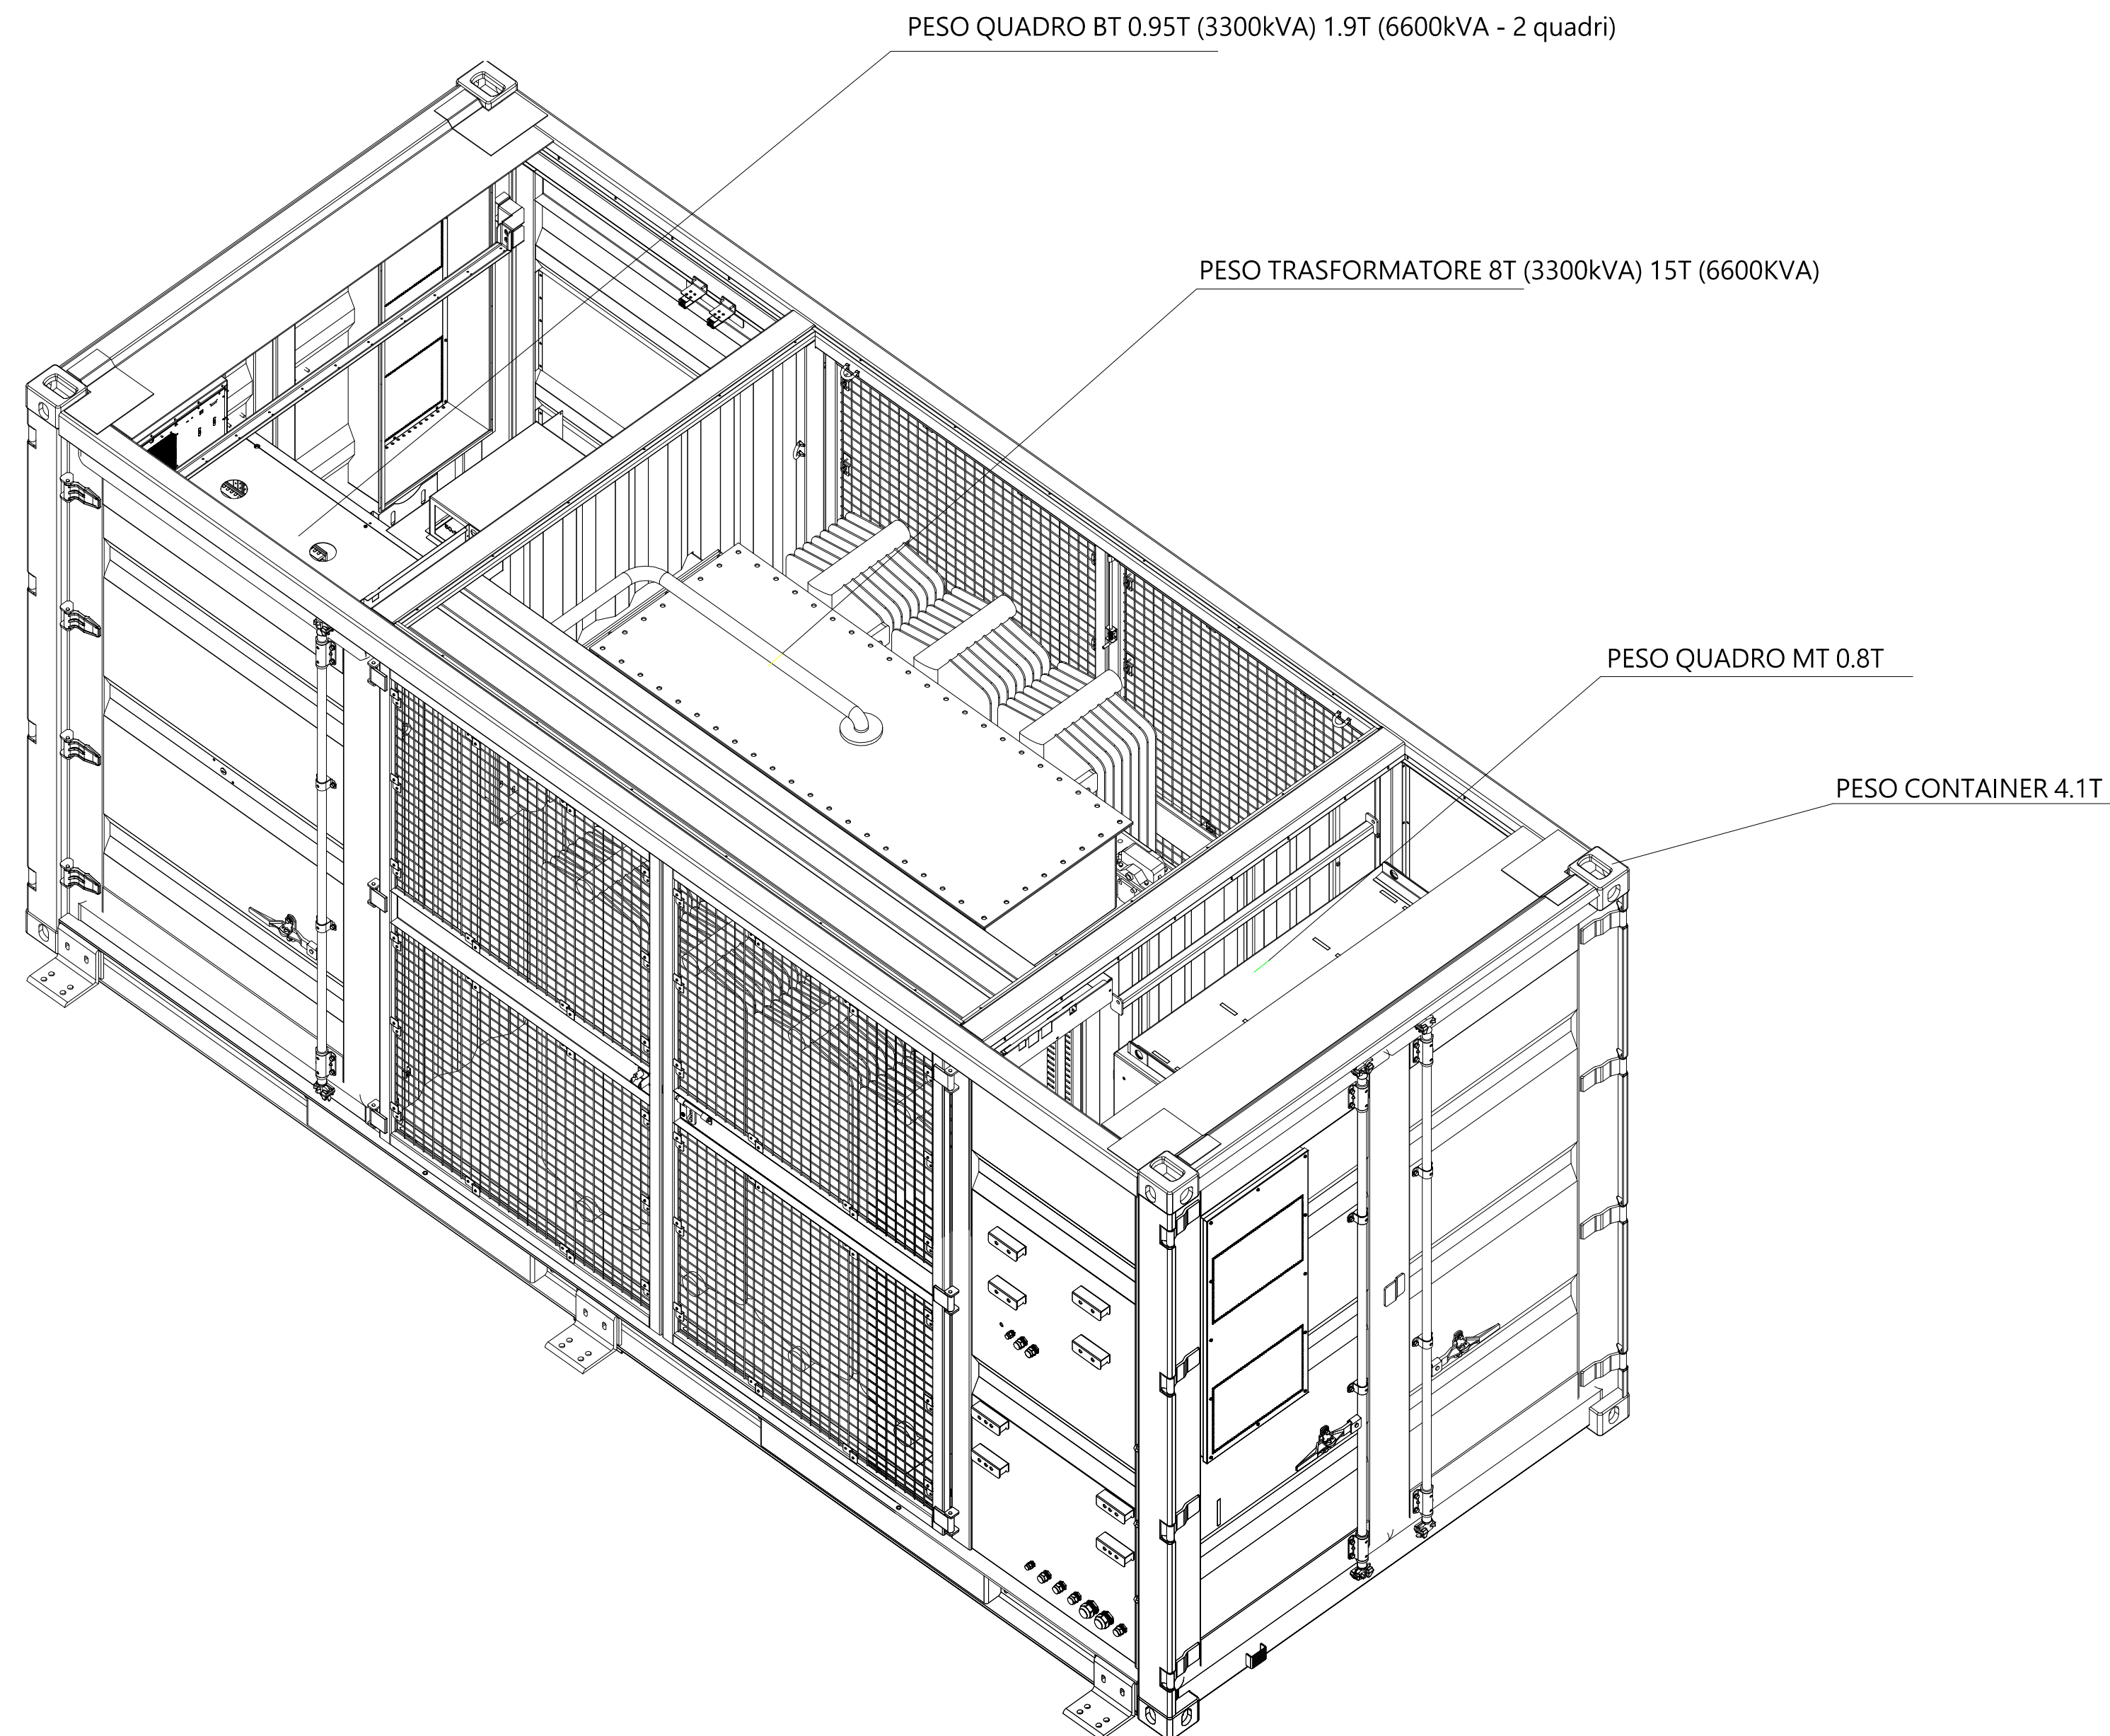 PESO QUADRO BT 0.95T (3300kVA) 1.9T (6600kVA - 2 quadri)
PESO TRASFORMATORE 8T (3300kVA) 15T (6600KVA)
PESO QUADRO MT 0.8T
PESO CONTAINER 4.1T